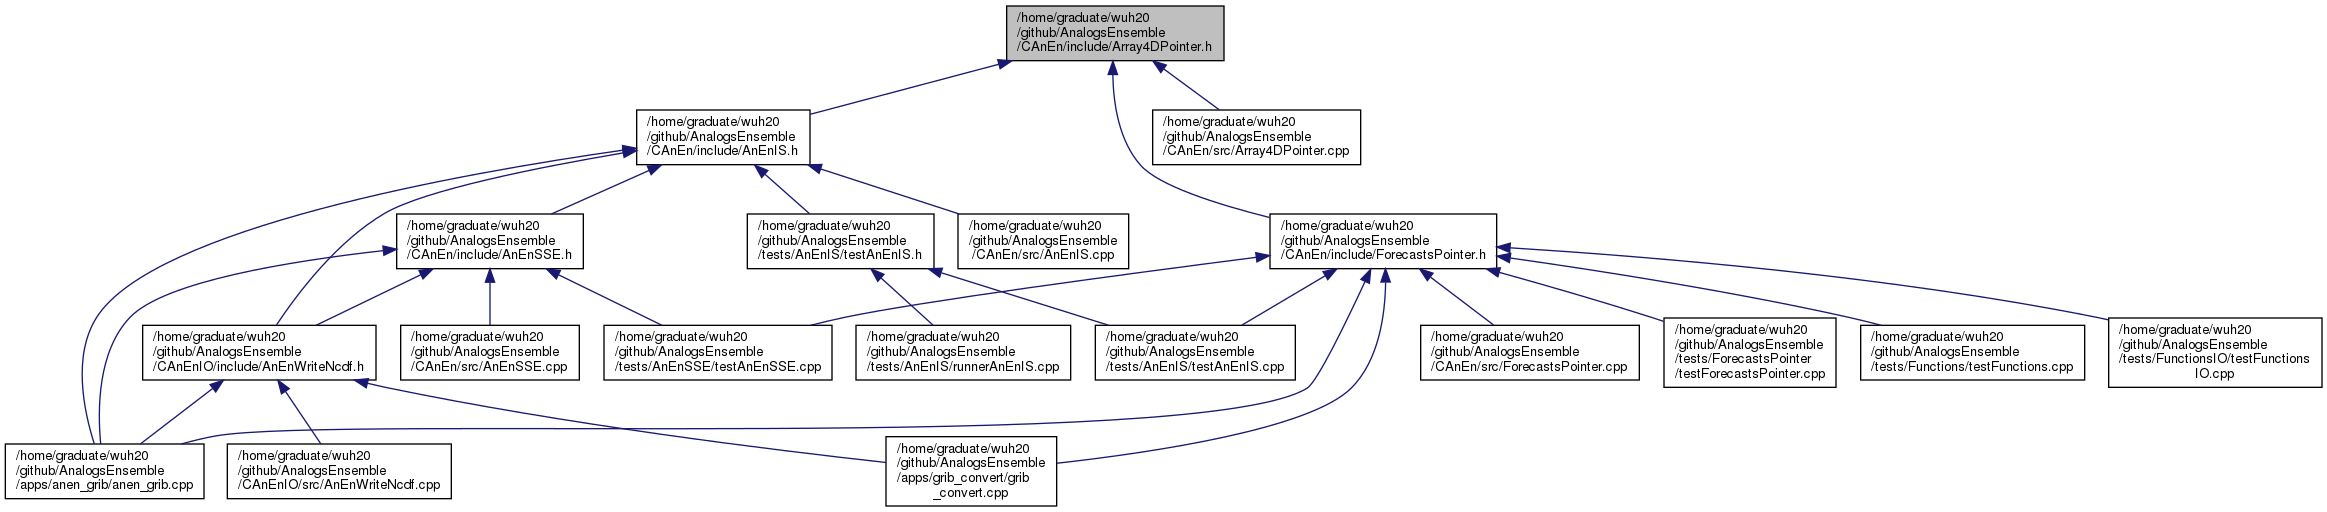 /home/graduate/wuh20
/github/AnalogsEnsemble
/CAnEn/include/Array4DPointer.h
/home/graduate/wuh20
/github/AnalogsEnsemble
/CAnEn/include/AnEnIS.h
/home/graduate/wuh20
/github/AnalogsEnsemble
/CAnEn/src/Array4DPointer.cpp
/home/graduate/wuh20
/github/AnalogsEnsemble
/CAnEn/include/AnEnSSE.h
/home/graduate/wuh20
/github/AnalogsEnsemble
/tests/AnEnIS/testAnEnIS.h
/home/graduate/wuh20
/github/AnalogsEnsemble
/CAnEn/src/AnEnIS.cpp
/home/graduate/wuh20
/github/AnalogsEnsemble
/CAnEn/include/ForecastsPointer.h
/home/graduate/wuh20
/github/AnalogsEnsemble
/CAnEnIO/include/AnEnWriteNcdf.h
/home/graduate/wuh20
/github/AnalogsEnsemble
/CAnEn/src/AnEnSSE.cpp
/home/graduate/wuh20
/github/AnalogsEnsemble
/tests/AnEnSSE/testAnEnSSE.cpp
/home/graduate/wuh20
/github/AnalogsEnsemble
/tests/AnEnIS/runnerAnEnIS.cpp
/home/graduate/wuh20
/github/AnalogsEnsemble
/tests/AnEnIS/testAnEnIS.cpp
/home/graduate/wuh20
/github/AnalogsEnsemble
/CAnEn/src/ForecastsPointer.cpp
/home/graduate/wuh20
/github/AnalogsEnsemble
/tests/ForecastsPointer
/testForecastsPointer.cpp
/home/graduate/wuh20
/github/AnalogsEnsemble
/tests/Functions/testFunctions.cpp
/home/graduate/wuh20
/github/AnalogsEnsemble
/tests/FunctionsIO/testFunctions
IO.cpp
/home/graduate/wuh20
/github/AnalogsEnsemble
/apps/anen_grib/anen_grib.cpp
/home/graduate/wuh20
/github/AnalogsEnsemble
/CAnEnIO/src/AnEnWriteNcdf.cpp
/home/graduate/wuh20
/github/AnalogsEnsemble
/apps/grib_convert/grib
_convert.cpp